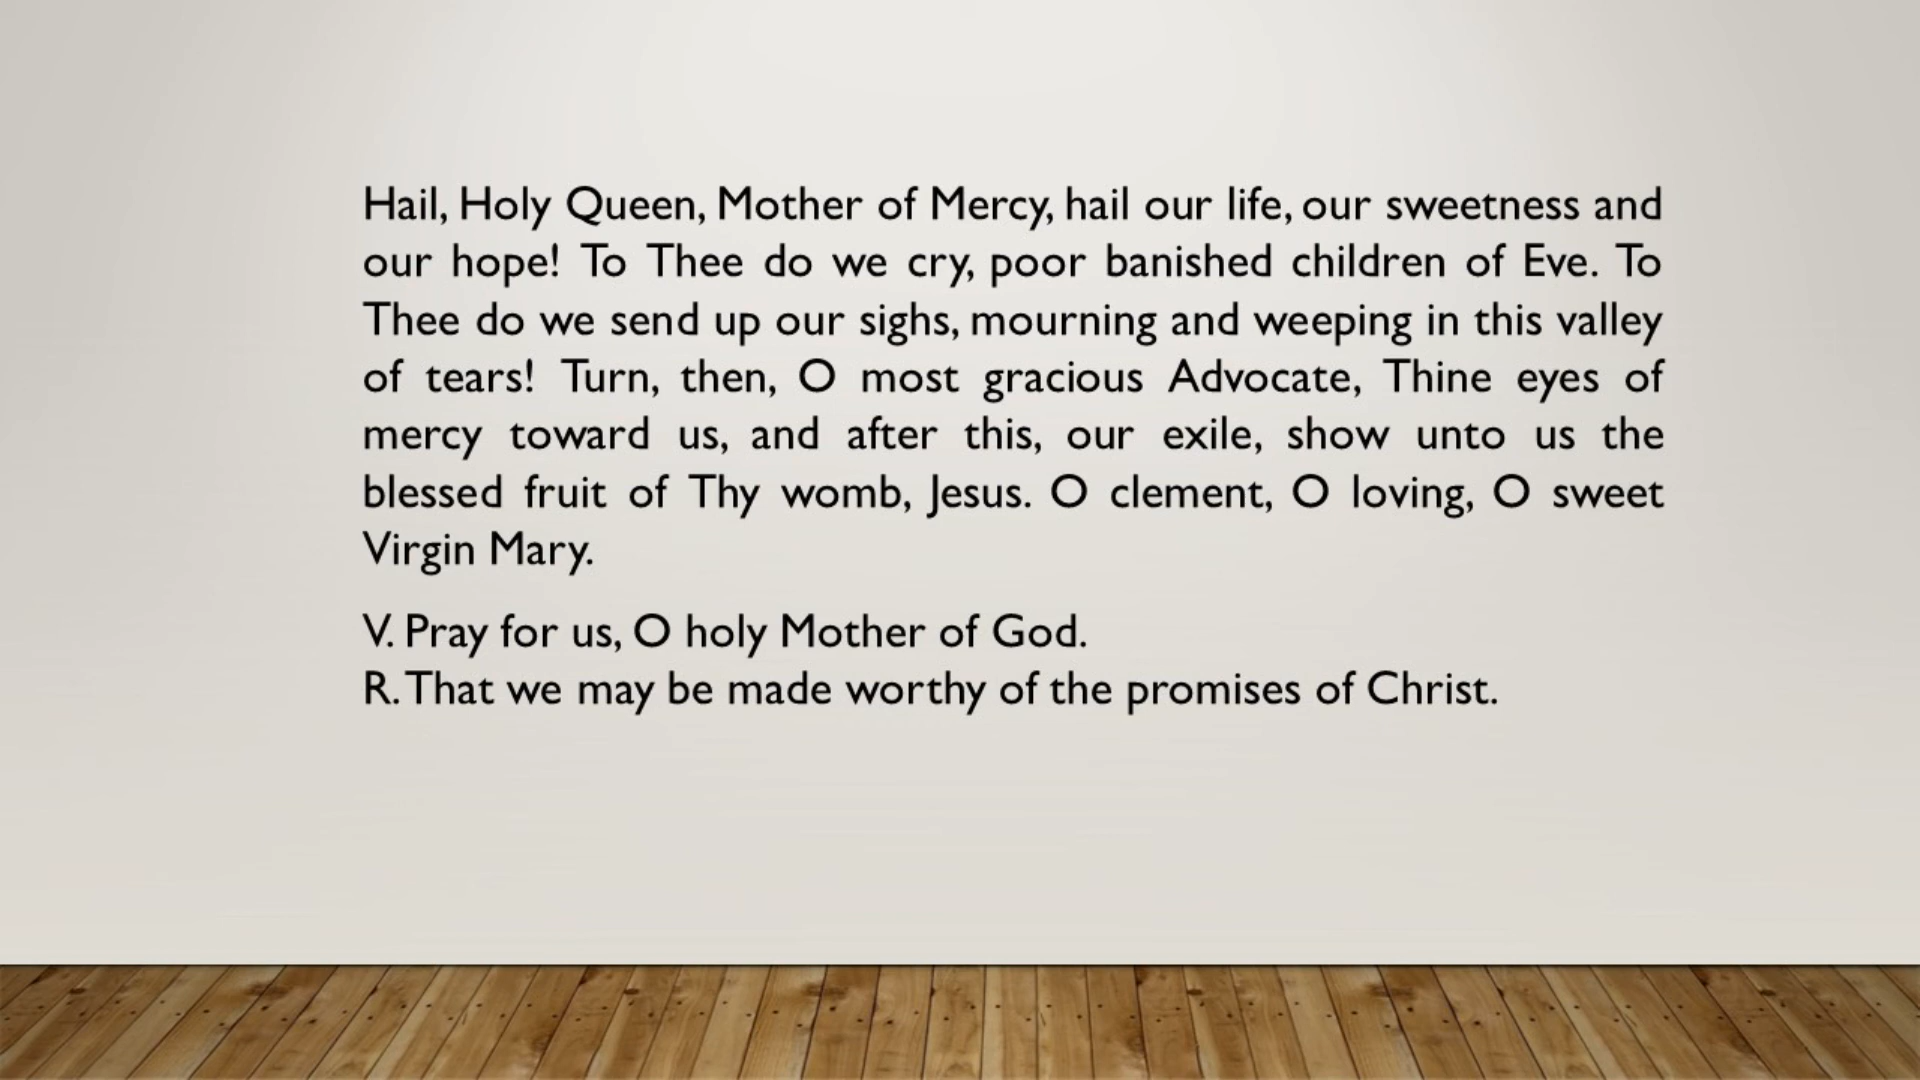 Hail, Holy Queen, Mother of Mercy, hail our life, our sweetness and
our hope! To Thee do we cry, poor banished children of Eve. To
Thee do we send up our sighs, mourning and weeping in this valley
of tears! Turn, then, O most gracious Advocate, Thine eyes of
mercy toward us, and after this, our exile, show unto us the
blessed fruit of Thy womb, Jesus. O clement, O loving, O sweet
Virgin Mary.
V. Pray for us, O holy Mother of God.
R. That we may be made worthy of the promises of Christ.